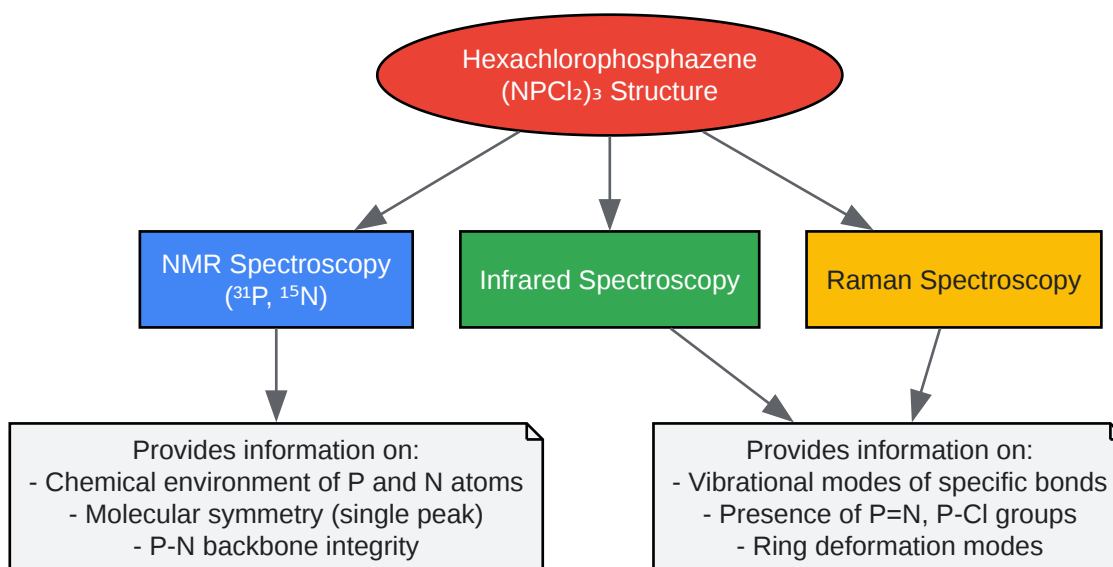 Hexachlorophosphazene
(NPCl₂)₃ Structure
NMR Spectroscopy
(³¹P, ¹⁵N)
Infrared Spectroscopy
Raman Spectroscopy
Provides information on:
- Chemical environment of P and N atoms
- Molecular symmetry (single peak)
- P-N backbone integrity
Provides information on:
- Vibrational modes of specific bonds
- Presence of P=N, P-Cl groups
- Ring deformation modes